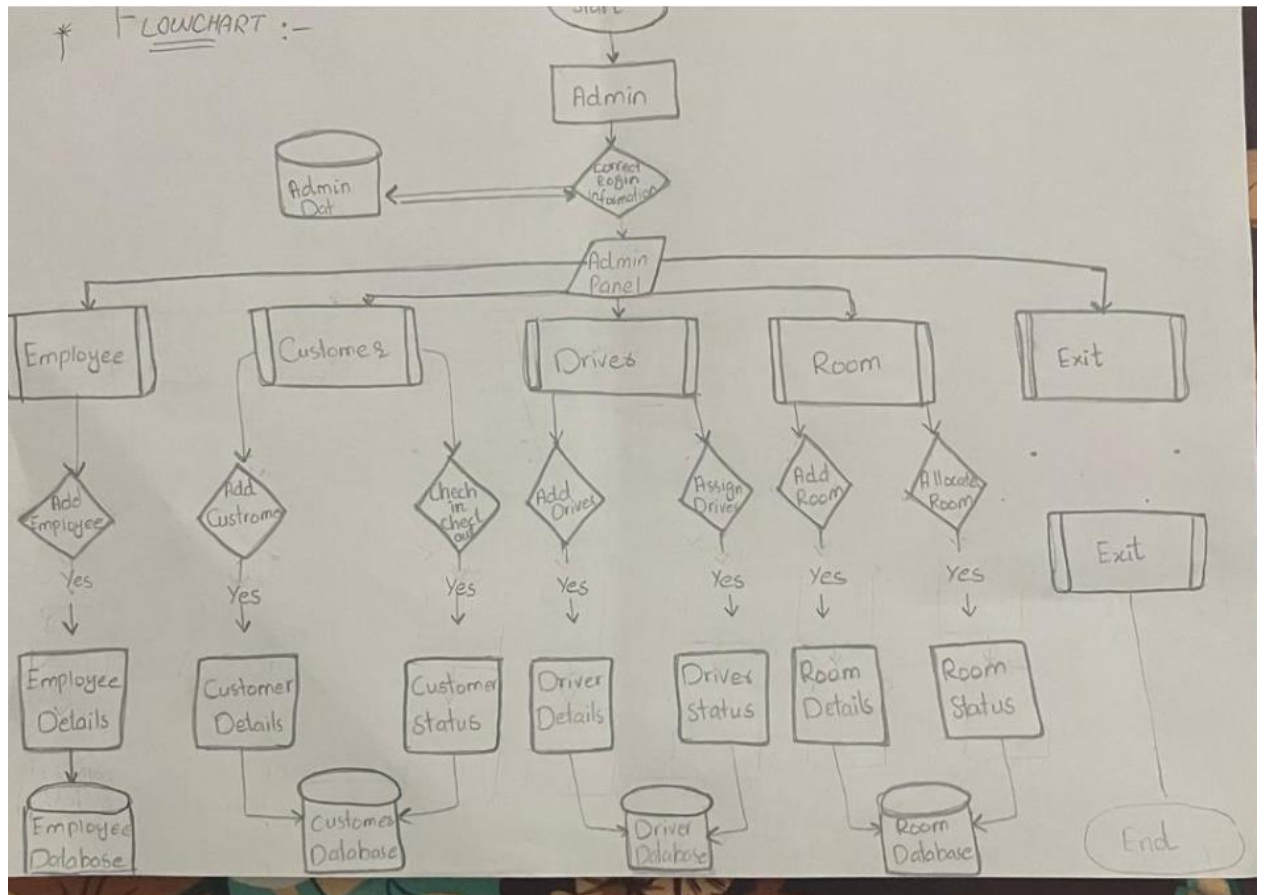 * FLOWCHART :-
Start
Admin
Correct
Login
information
Admin
Dat
Admin
Panel
Employee
Customer
Driver
Room
Exit
Add
Employee
Add
Custrome
Chech
in
check
out
Add
Driver
Assign
Driver
Add
Room
Allocate
Room
Exit
Yes
Yes
Yes
Yes
Yes
Yes
Yes
Employee
Details
Customer
Details
Customer
Status
Driver
Details
Driver
Status
Room
Details
Room
Status
Employee
Database
Customer
Database
Driver
Database
Room
Database
End